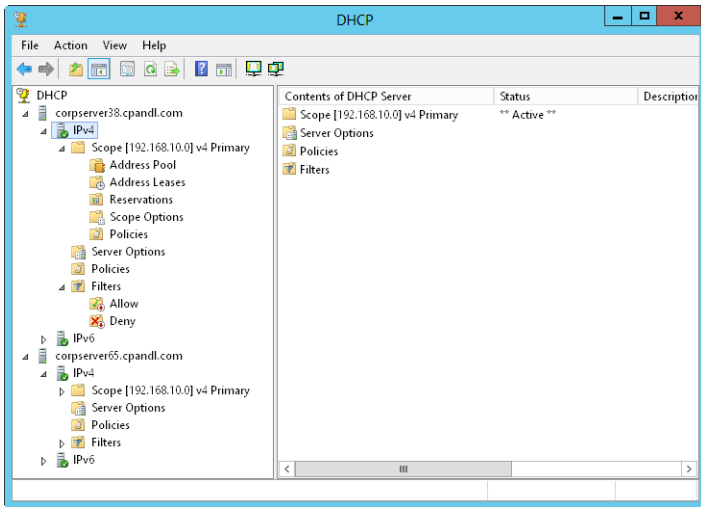 DHCP
File Action View Help
DHCP
corpserver38.cpandl.com
IPv4
Scope [192.168.10.0] v4 Primary
Address Pool
Address Leases
Reservations
Scope Options
Policies
Server Options
Policies
Filters
Allow
Deny
IPv6
corpserver65.cpandl.com
IPv4
Scope [192.168.10.0] v4 Primary
Server Options
Policies
Filters
IPv6
Contents of DHCP Server Status Description
Scope [192.168.10.0] v4 Primary ** Active **
Server Options
Policies
Filters